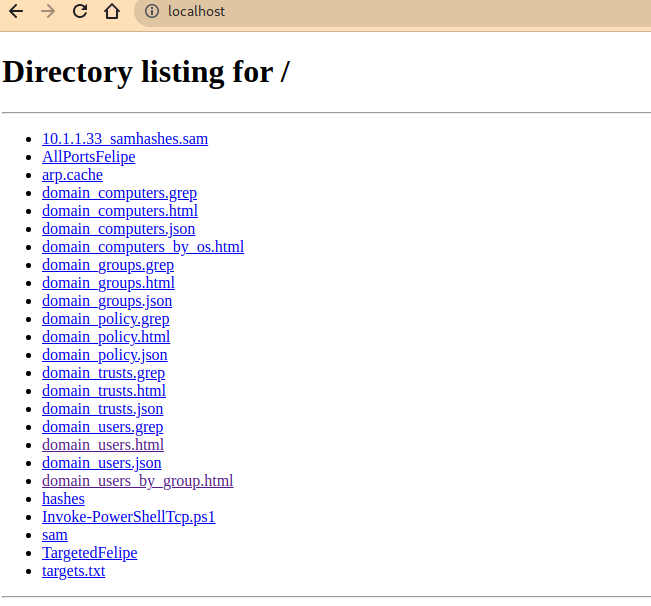 localhost
Directory listing for /
10.1.1.33_samhashes.sam
AllPortsFelipe
arp.cache
domain_computers.grep
domain_computers.html
domain_computers.json
domain_computers_by_os.html
domain_groups.grep
domain_groups.html
domain_groups.json
domain_policy.grep
domain_policy.html
domain_policy.json
domain_trusts.grep
domain_trusts.html
domain_trusts.json
domain_users.grep
domain_users.html
domain_users.json
domain_users_by_group.html
hashes
Invoke-PowerShellTcp.ps1
sam
TargetedFelipe
targets.txt